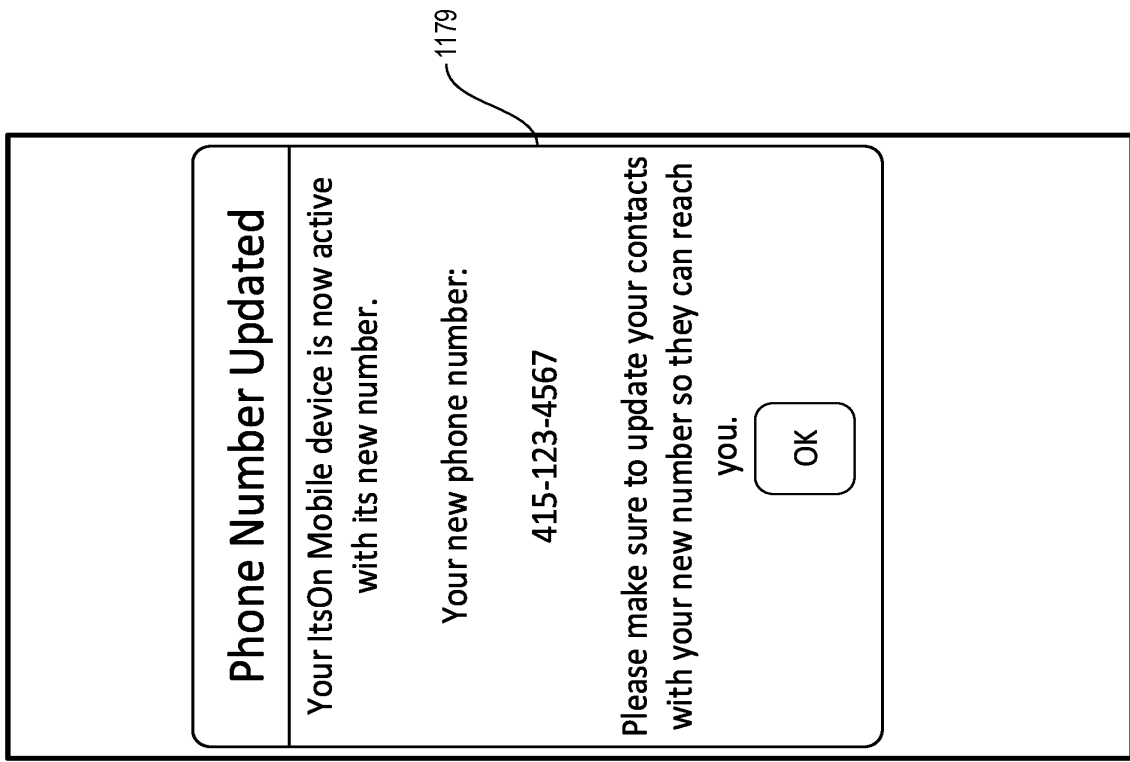 Phone Number Updated
Your ItsOn Mobile device is now active
with its new number.
Your new phone number:
415-123-4567
Please make sure to update your contacts
with your new number so they can reach
you.
OK
1179